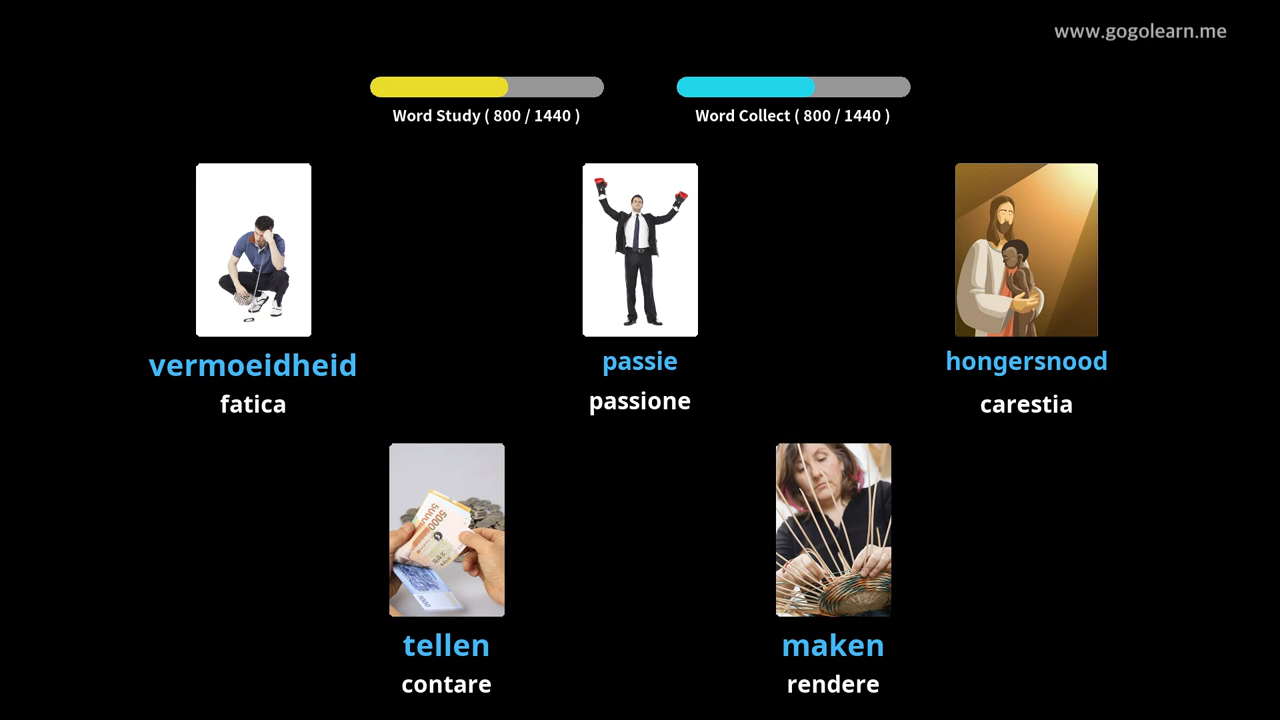 www.gogolearn.me
Word Study ( 800 / 1440 )
Word Collect ( 800 / 1440 )
vermoeidheid
fatica
passie
passione
hongersnood
carestia
5000
tellen
contare
maken
rendere